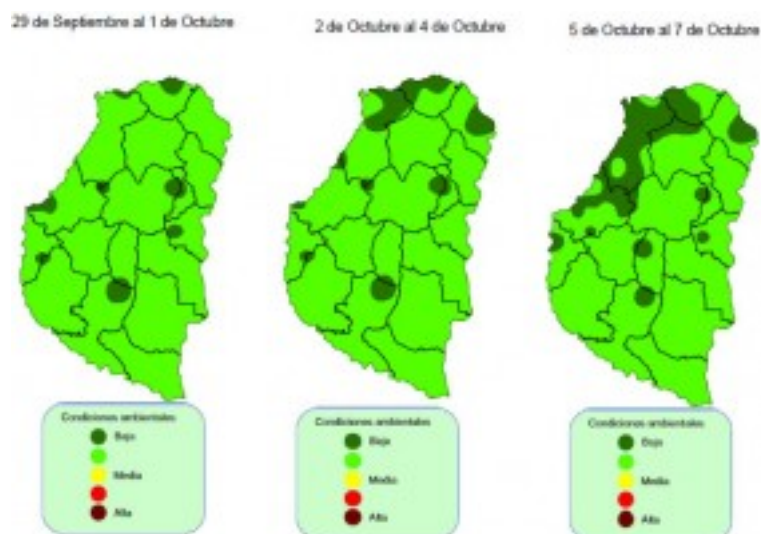 29 de Septiembre al 1 de Octubre
2 de Octubre al 4 de Octubre
5 de Octubre al 7 de Octubre
Condiciones ambientales
Baja
Media
Alta
Condiciones ambientales
Baja
Media
Alta
Condiciones ambientales
Baja
Media
Alta